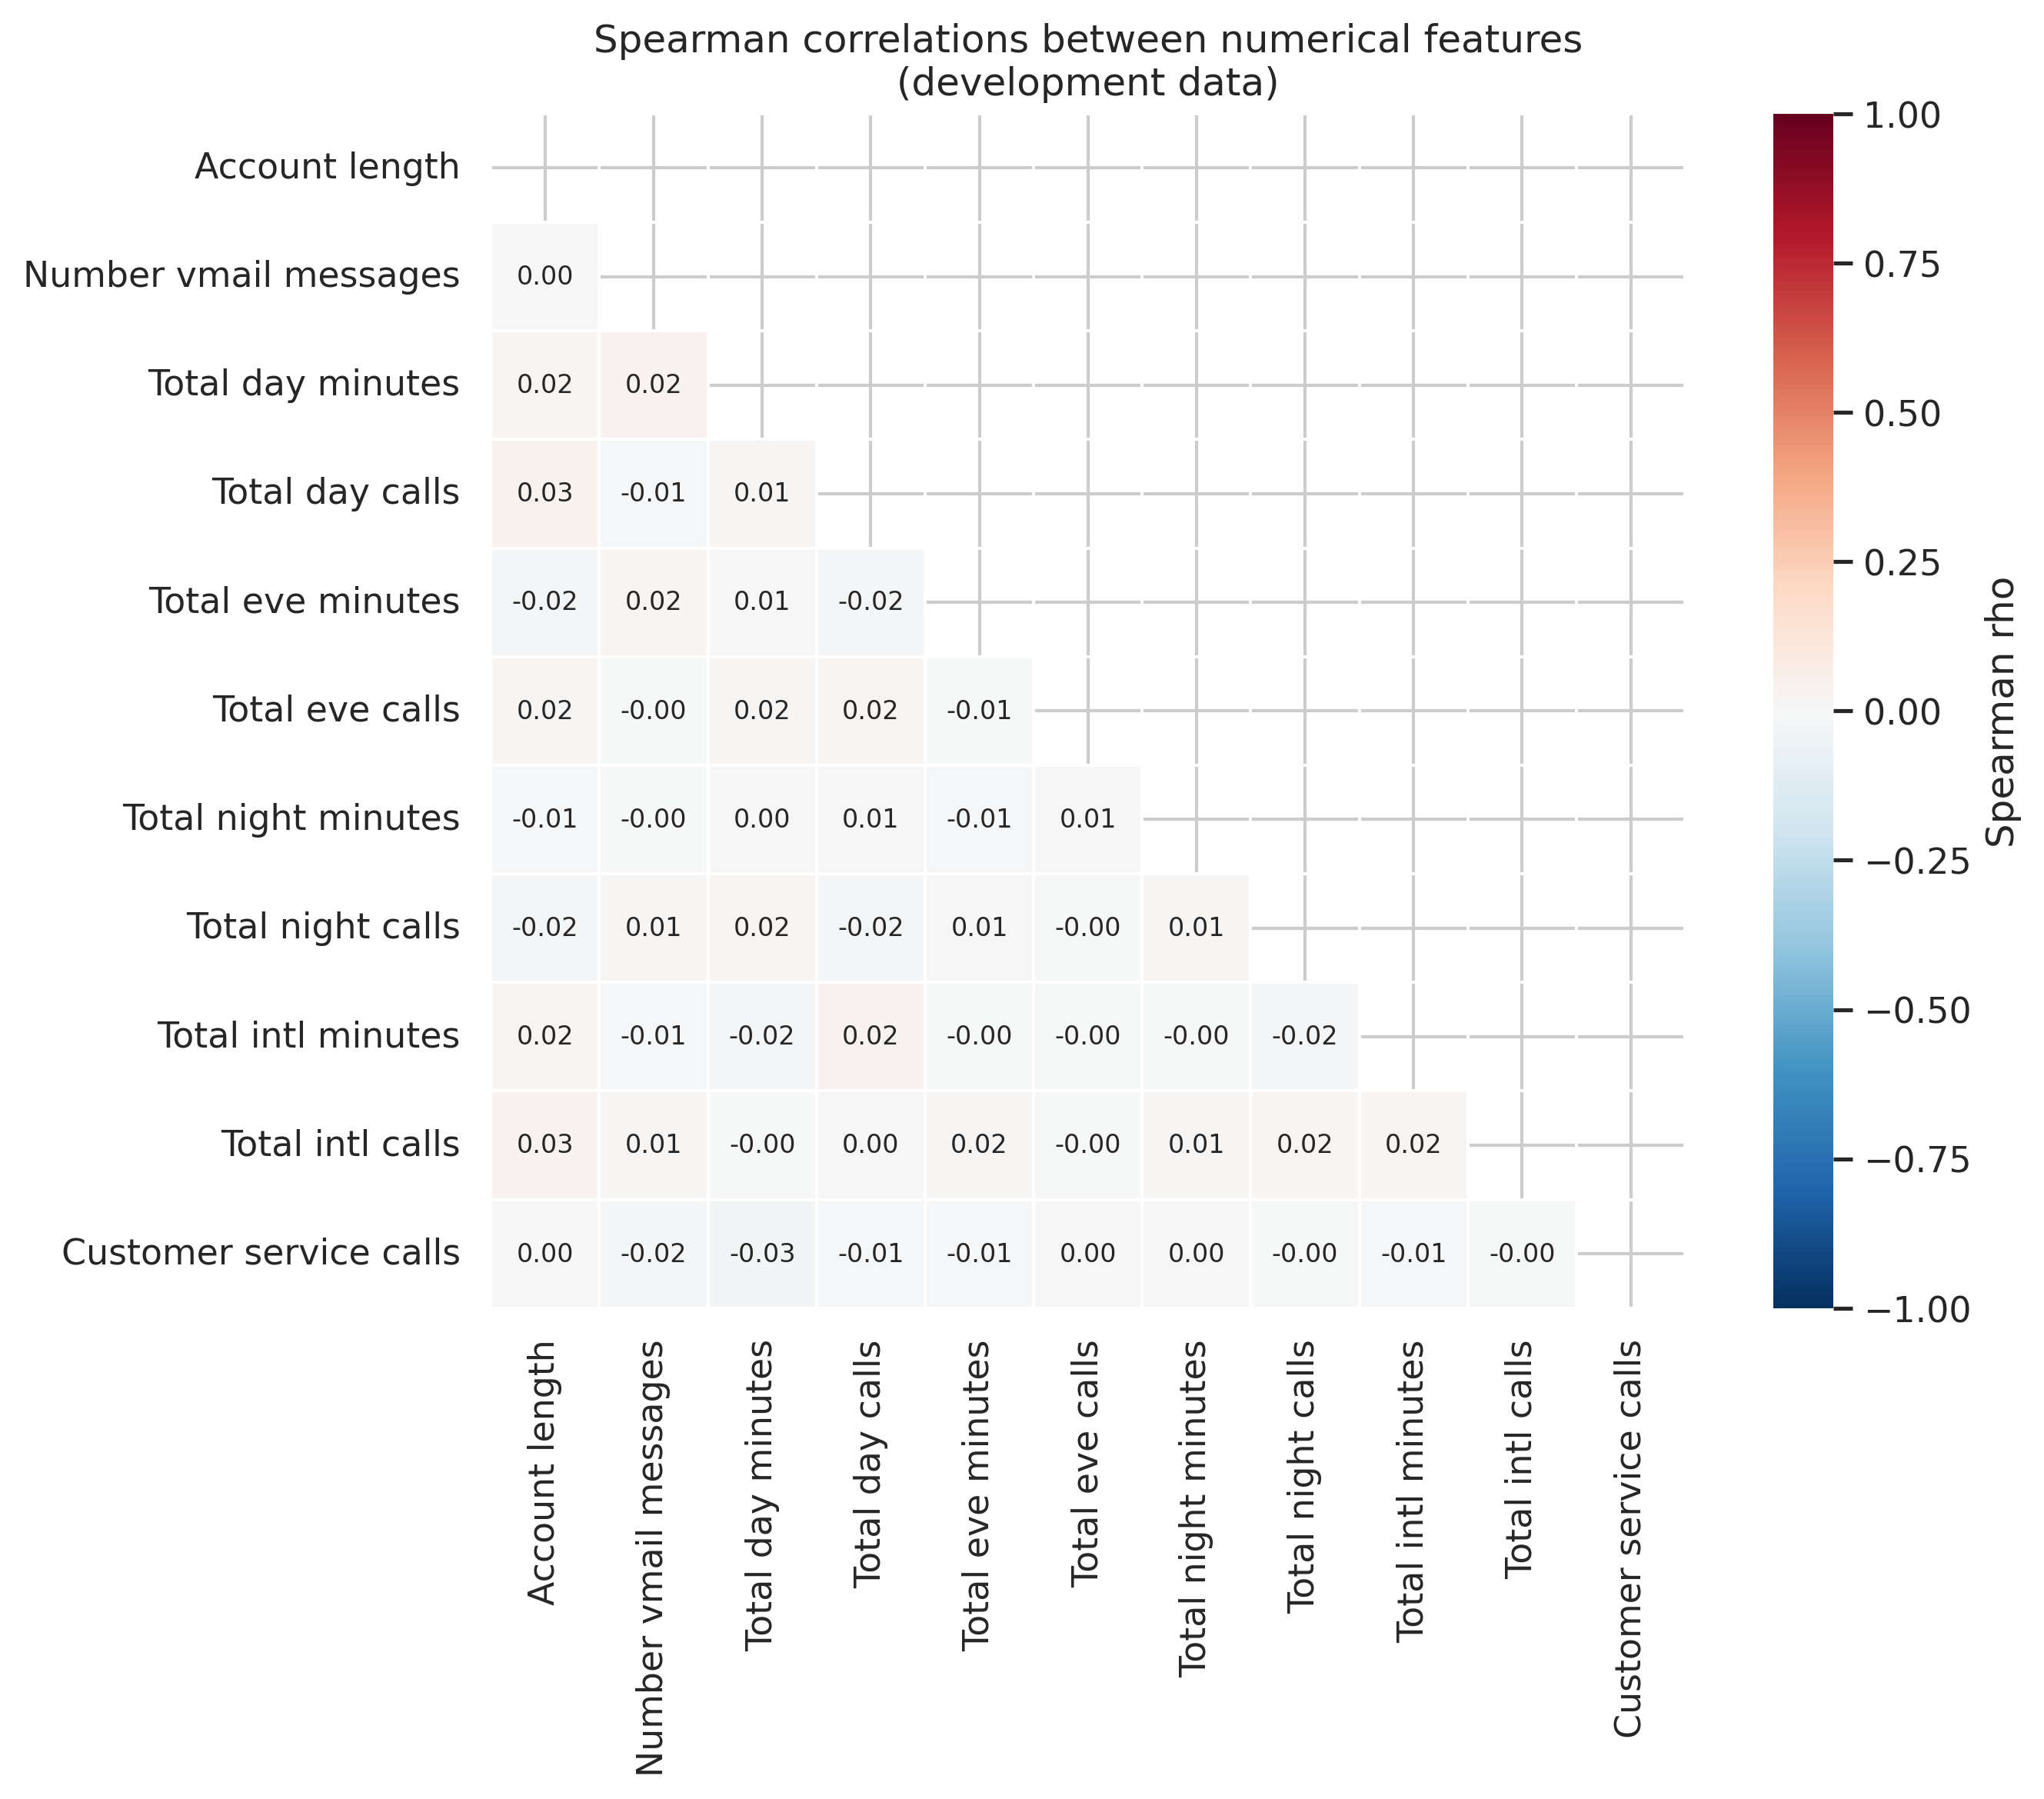 Spearman correlations between numerical features
(development data)
Account length
Number vmail messages
0.00
Total day minutes
0.02 0.02
Total day calls
0.03 -0.01 0.01
Total eve minutes
-0.02 0.02 0.01 -0.02
Total eve calls
0.02 -0.00 0.02 0.02 -0.01
Total night minutes
-0.01 -0.00 0.00 0.01 -0.01 0.01
Total night calls
-0.02 0.01 0.02 -0.02 0.01 -0.00 0.01
Total intl minutes
0.02 -0.01 -0.02 0.02 -0.00 -0.00 -0.00 -0.02
Total intl calls
0.03 0.01 -0.00 0.00 0.02 -0.00 0.01 0.02 0.02
Customer service calls
0.00 -0.02 -0.03 -0.01 -0.01 0.00 0.00 -0.00 -0.01 -0.00
Account length
Number vmail messages
Total day minutes
Total day calls
Total eve minutes
Total eve calls
Total night minutes
Total night calls
Total intl minutes
Total intl calls
Customer service calls
1.00
0.75
0.50
0.25
0.00
−0.25
−0.50
−0.75
−1.00
Spearman rho